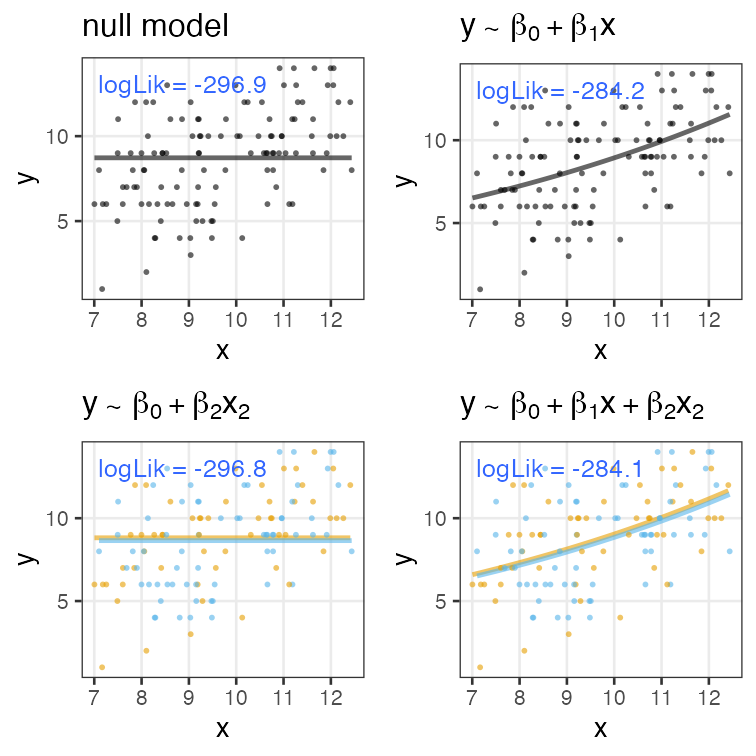 null model
logLik = -296.9
y
10
5
7 8 9 10 11 12
x
y ~ β₀ + β₁x
logLik = -284.2
y
10
5
7 8 9 10 11 12
x
y ~ β₀ + β₂x₂
logLik = -296.8
y
10
5
7 8 9 10 11 12
x
y ~ β₀ + β₁x + β₂x₂
logLik = -284.1
y
10
5
7 8 9 10 11 12
x